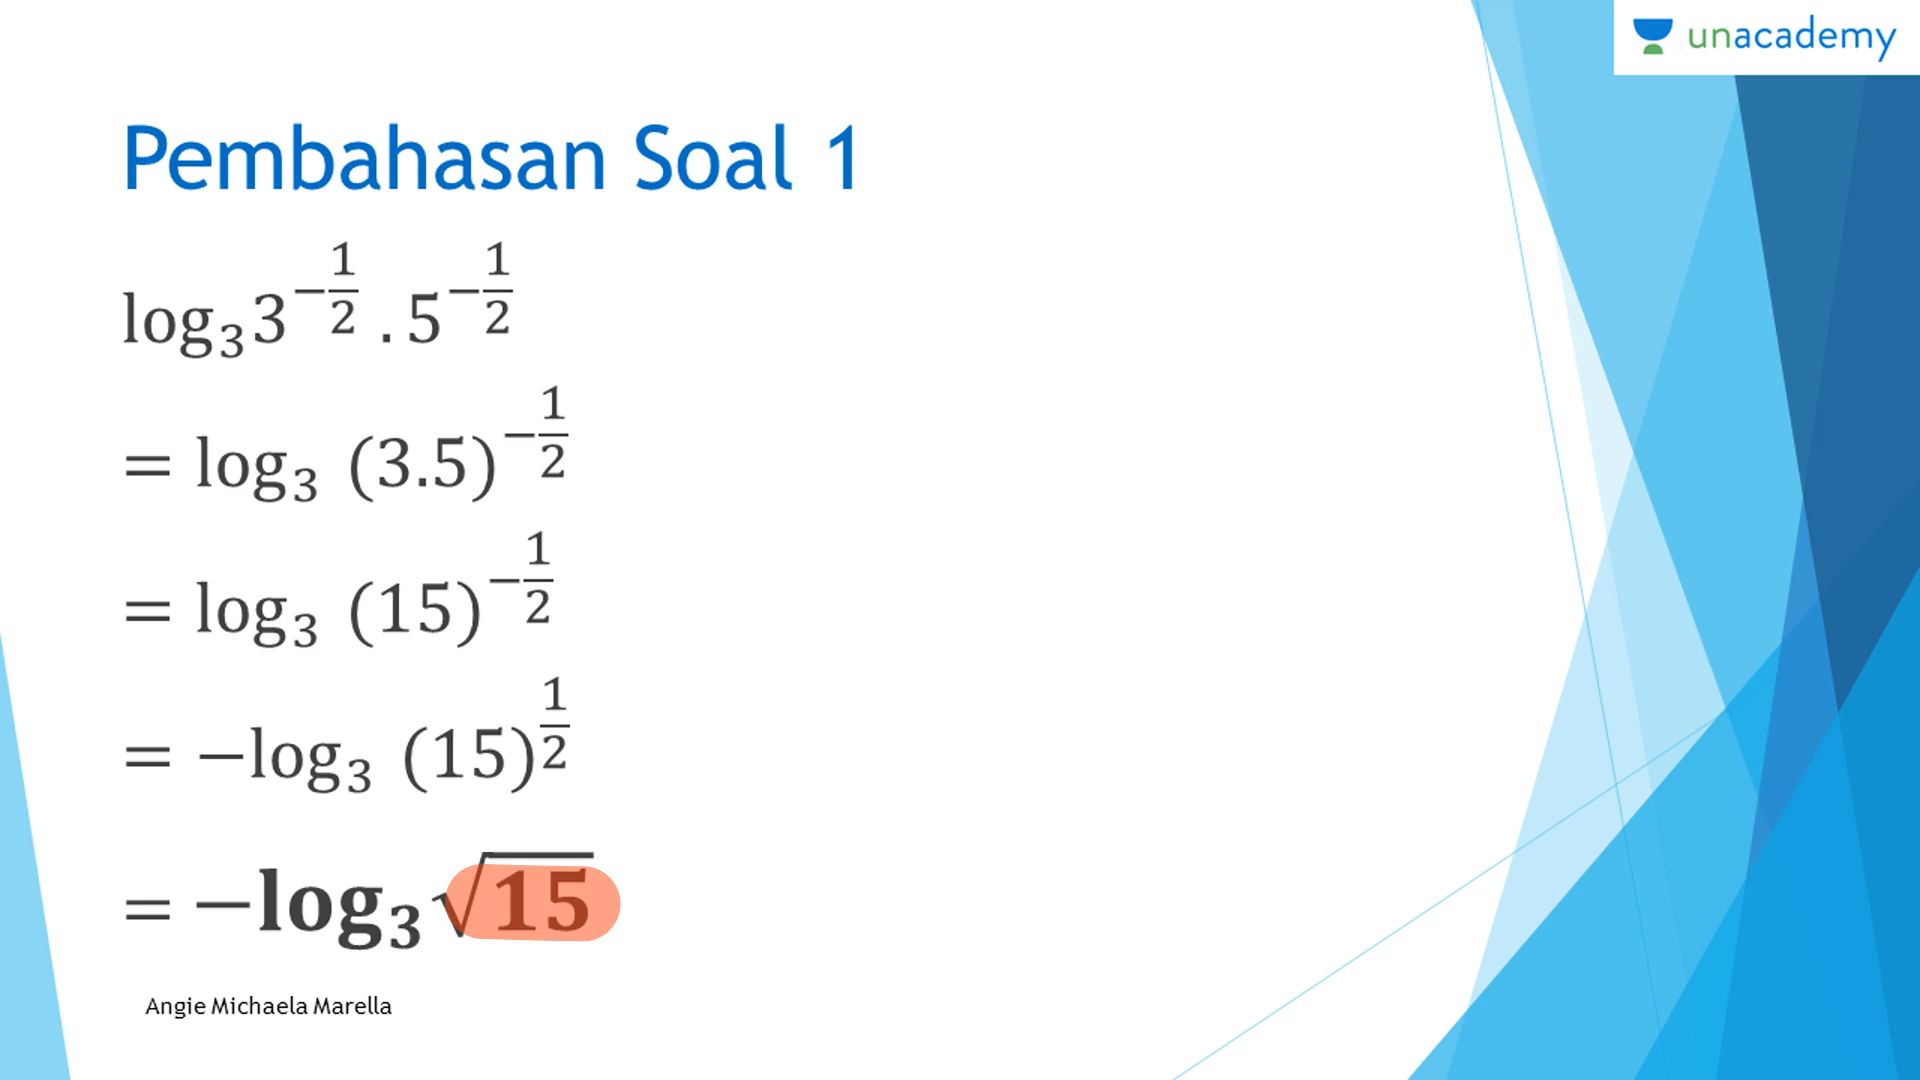 unacademy
Pembahasan Soal 1
log₃3^(-1/2) . 5^(-1/2)
= log₃ (3.5)^(-1/2)
= log₃ (15)^(-1/2)
= −log₃ (15)^(1/2)
= −log₃√15
Angie Michaela Marella